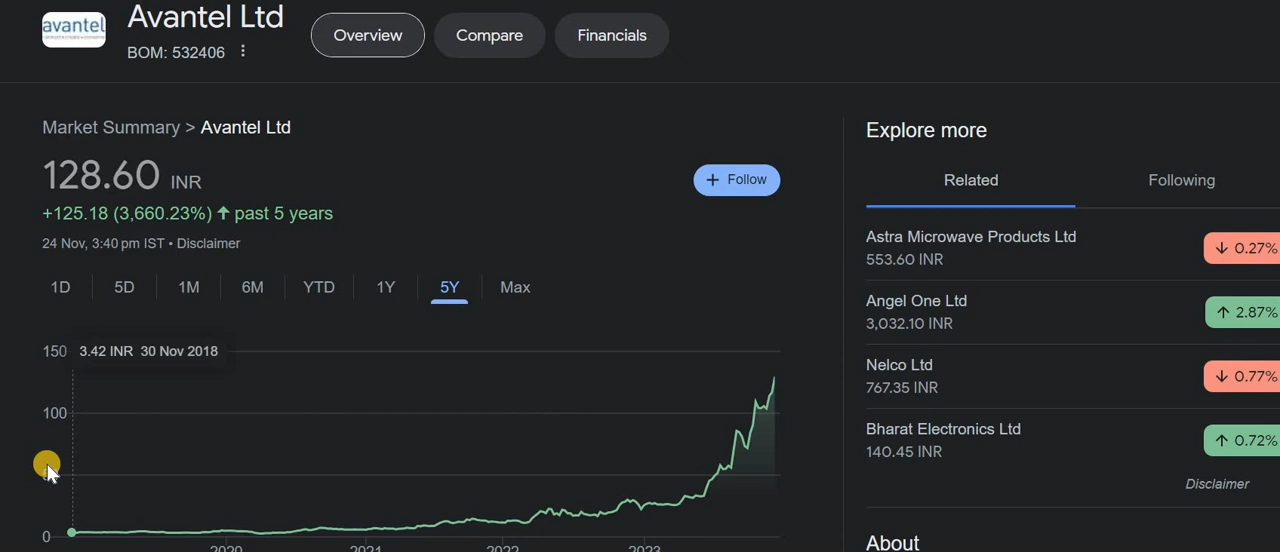 avantel
Avantel Ltd
BOM: 532406
Overview
Compare
Financials
Market Summary > Avantel Ltd
128.60 INR
+ Follow
+125.18 (3,660.23%) ↑ past 5 years
24 Nov, 3:40 pm IST • Disclaimer
1D 5D 1M 6M YTD 1Y 5Y Max
150
3.42 INR 30 Nov 2018
100
0
2020 2021 2022 2023
Explore more
Related
Following
Astra Microwave Products Ltd
553.60 INR
↓ 0.27%
Angel One Ltd
3,032.10 INR
↑ 2.87%
Nelco Ltd
767.35 INR
↓ 0.77%
Bharat Electronics Ltd
140.45 INR
↑ 0.72%
Disclaimer
About